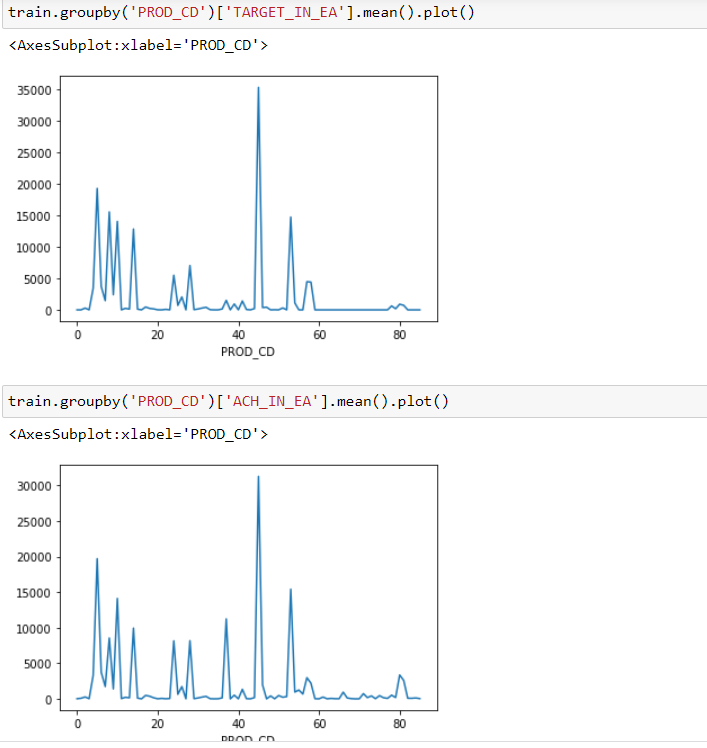 train.groupby('PROD_CD')['TARGET_IN_EA'].mean().plot()
<AxesSubplot:xlabel='PROD_CD'>
35000
30000
25000
20000
15000
10000
5000
0
0 20 40 60 80
PROD_CD
train.groupby('PROD_CD')['ACH_IN_EA'].mean().plot()
<AxesSubplot:xlabel='PROD_CD'>
30000
25000
20000
15000
10000
5000
0
0 20 40 60 80
PROD_CD